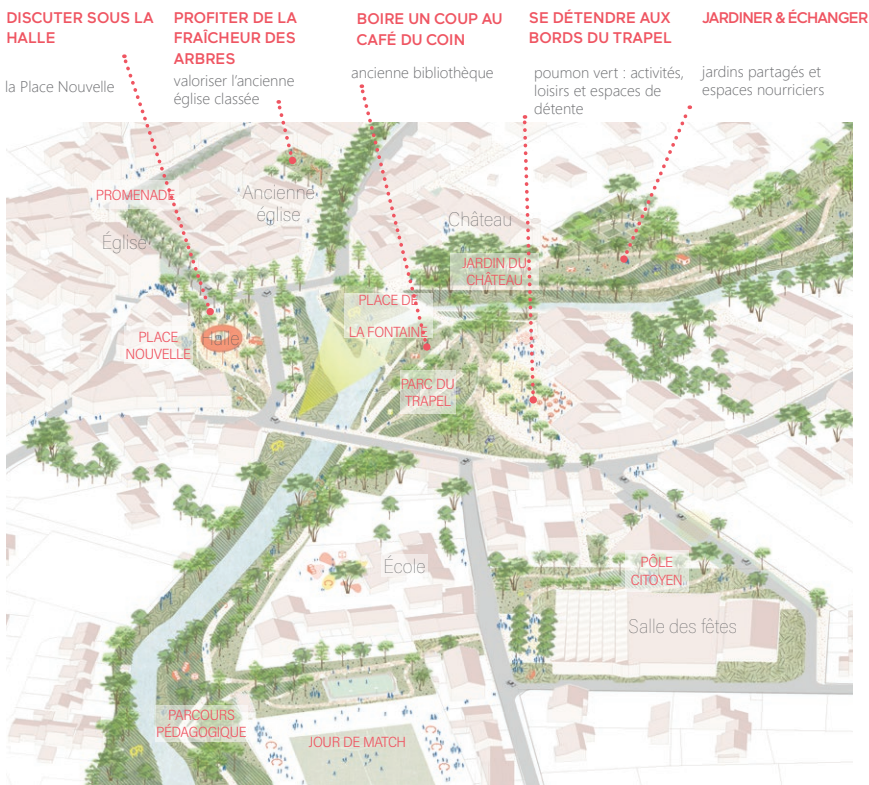 DISCUTER SOUS LA
HALLE
la Place Nouvelle
PROFITER DE LA
FRAÎCHEUR DES
ARBRES
valoriser l'ancienne
église classée
BOIRE UN COUP AU
CAFÉ DU COIN
ancienne bibliothèque
SE DÉTENDRE AUX
BORDS DU TRAPEL
poumon vert : activités,
loisirs et espaces de
détente
JARDINER & ÉCHANGER
jardins partagés et
espaces nourriciers
PROMENADE
Ancienne
église
Église
Château
JARDIN DU
CHÂTEAU
PLACE DE
LA FONTAINE
PLACE
NOUVELLE
Halle
PARC DU
TRAPEL
École
PÔLE
CITOYEN
Salle des fêtes
PARCOURS
PÉDAGOGIQUE
JOUR DE MATCH